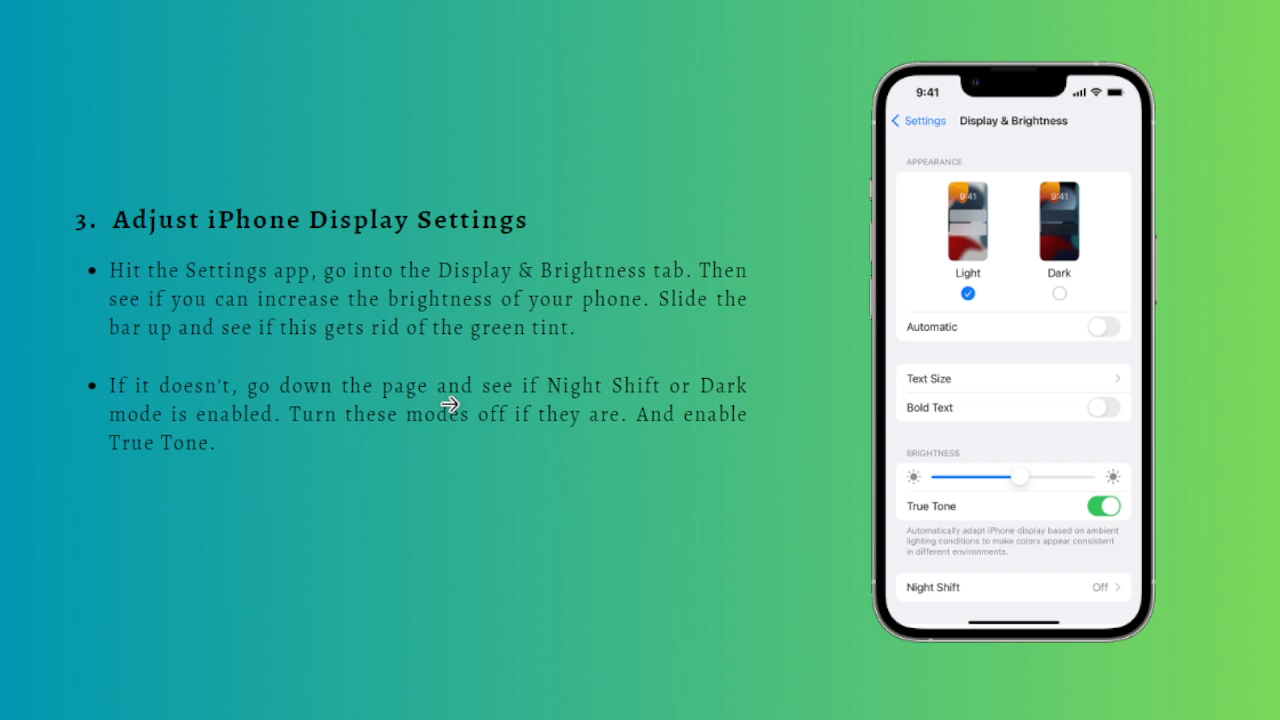 3. Adjust iPhone Display Settings
• Hit the Settings app, go into the Display & Brightness tab. Then
see if you can increase the brightness of your phone. Slide the
bar up and see if this gets rid of the green tint.
• If it doesn't, go down the page and see if Night Shift or Dark
mode is enabled. Turn these modes off if they are. And enable
True Tone.
9:41
Settings Display & Brightness
APPEARANCE
9:41 9:41
Light Dark
Automatic
Text Size
Bold Text
BRIGHTNESS
True Tone
Automatically adapt iPhone display based on ambient
lighting conditions to make colors appear consistent
in different environments.
Night Shift Off